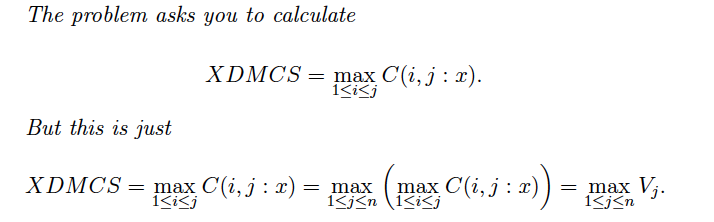 The problem asks you to calculate
XDMCS = max_{1≤i≤j} C(i, j : x).
But this is just
XDMCS = max_{1≤i≤j} C(i, j : x) = max_{1≤j≤n} ( max_{1≤i≤j} C(i, j : x) ) = max_{1≤j≤n} V_j.